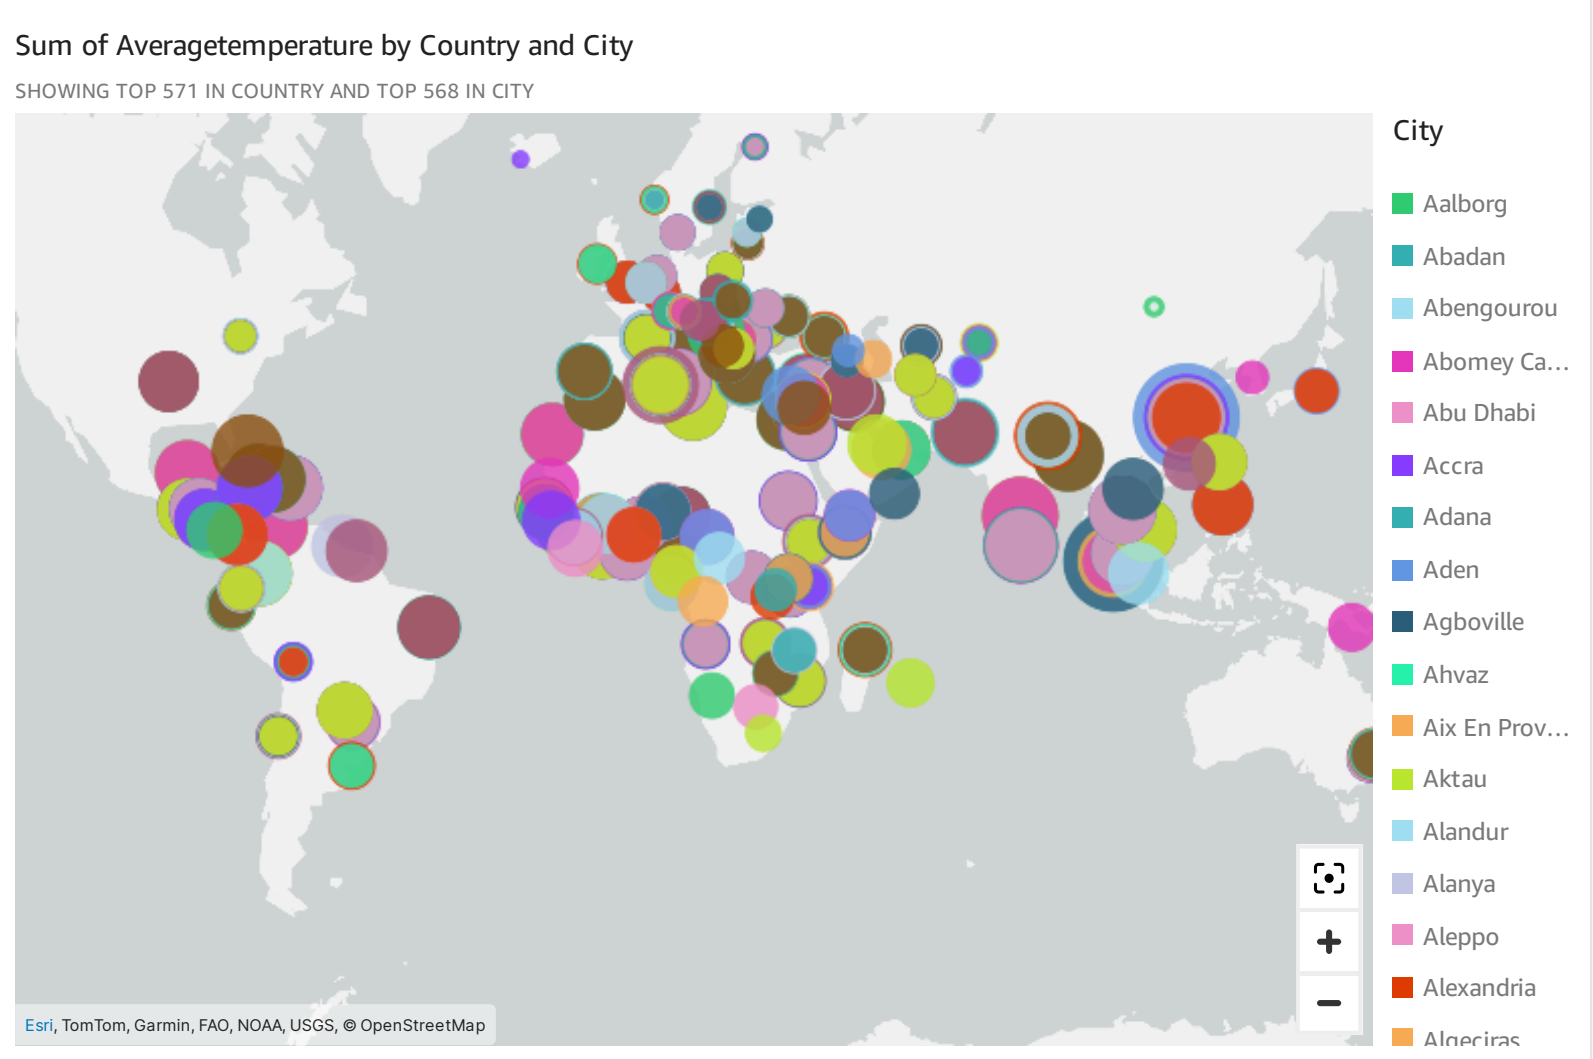 Sum of Averagetemperature by Country and City
SHOWING TOP 571 IN COUNTRY AND TOP 568 IN CITY
City
Aalborg
Abadan
Abengourou
Abomey Ca...
Abu Dhabi
Accra
Adana
Aden
Agboville
Ahvaz
Aix En Prov...
Aktau
Alandur
Alanya
Aleppo
Alexandria
Algeciras
Esri, TomTom, Garmin, FAO, NOAA, USGS, © OpenStreetMap